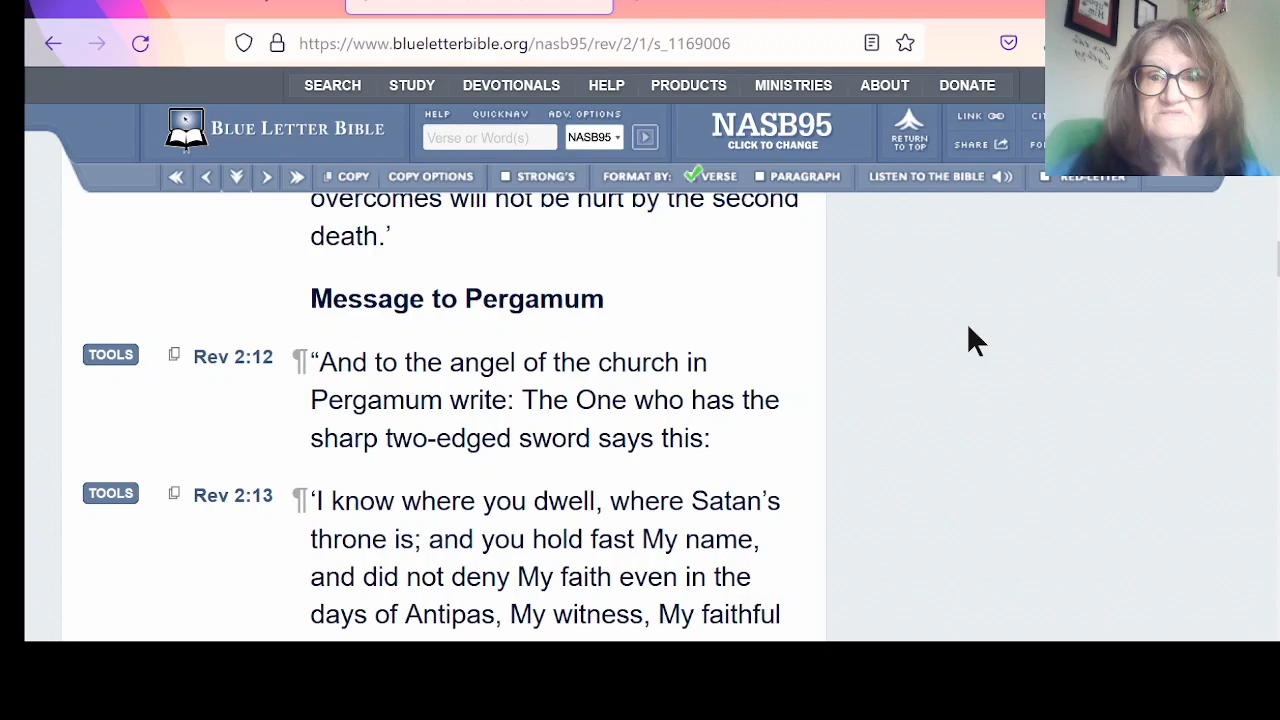 https://www.blueletterbible.org/nasb95/rev/2/1/s_1169006
SEARCH STUDY DEVOTIONALS HELP PRODUCTS MINISTRIES ABOUT DONATE
HELP QUICKNAV ADV. OPTIONS
BLUE LETTER BIBLE
Verse or Word(s) NASB95
NASB95
CLICK TO CHANGE
RETURN
TO TOP
LINK
SHARE
COPY COPY OPTIONS STRONG'S FORMAT BY: VERSE PARAGRAPH LISTEN TO THE BIBLE RED-LETTER
overcomes will not be hurt by the second
death.’
Message to Pergamum
TOOLS Rev 2:12 ¶“And to the angel of the church in
Pergamum write: The One who has the
sharp two-edged sword says this:
TOOLS Rev 2:13 ¶‘I know where you dwell, where Satan’s
throne is; and you hold fast My name,
and did not deny My faith even in the
days of Antipas, My witness, My faithful